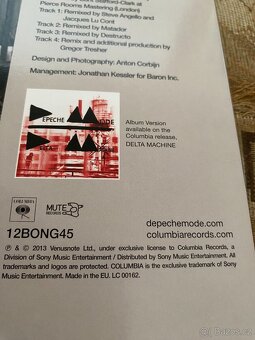 Pierce Rooms Mastering (London)
Track 1: Remixed by Steve Angello and
Jacques Lu Cont
Track 2: Remixed by Matador
Track 3: Remixed by Destructo
Track 4: Remix and additional production by
Gregor Tresher
Design and Photography: Anton Corbijn
Management: Jonathan Kessler for Baron Inc.
DEPECHE MODE
Album Version
available on the
Columbia release,
DELTA MACHINE
COLUMBIA
MUTE
RECORDS
depechemode.com
12BONG45
columbiarecords.com
℗ & © 2013 Venusnote Ltd., under exclusive license to Columbia Records, a
Division of Sony Music Entertainment / Distributed by Sony Music Entertainment. All
trademarks and logos are protected. COLUMBIA is the exclusive trademark of Sony
Music Entertainment. Made in the EU. LC 00162.